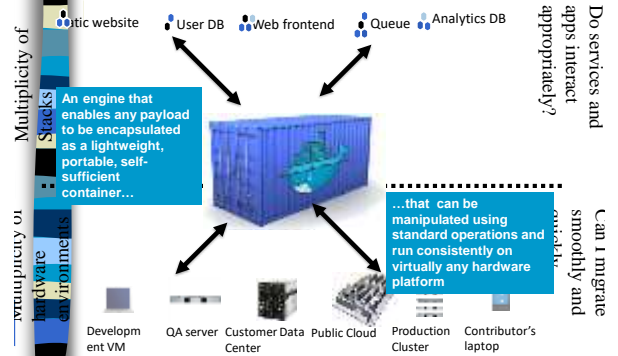 atic website
User DB
Web frontend
Queue
Analytics DB
Multiplicity of
Stacks
Do services and
apps interact
appropriately?
An engine that
enables any payload
to be encapsulated
as a lightweight,
portable, self-
sufficient
container…
…that can be
manipulated using
standard operations and
run consistently on
virtually any hardware
platform
Multiplicity of
hardware
environments
Can I migrate
smoothly and
quickly
Developm
ent VM
QA server
Customer Data
Center
Public Cloud
Production
Cluster
Contributor’s
laptop